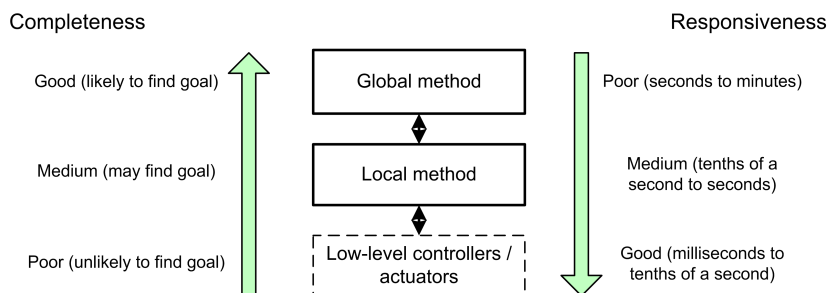 Completeness
Responsiveness
Good (likely to find goal)
Global method
Poor (seconds to minutes)
Medium (may find goal)
Local method
Medium (tenths of a
second to seconds)
Poor (unlikely to find goal)
Low-level controllers /
actuators
Good (milliseconds to
tenths of a second)